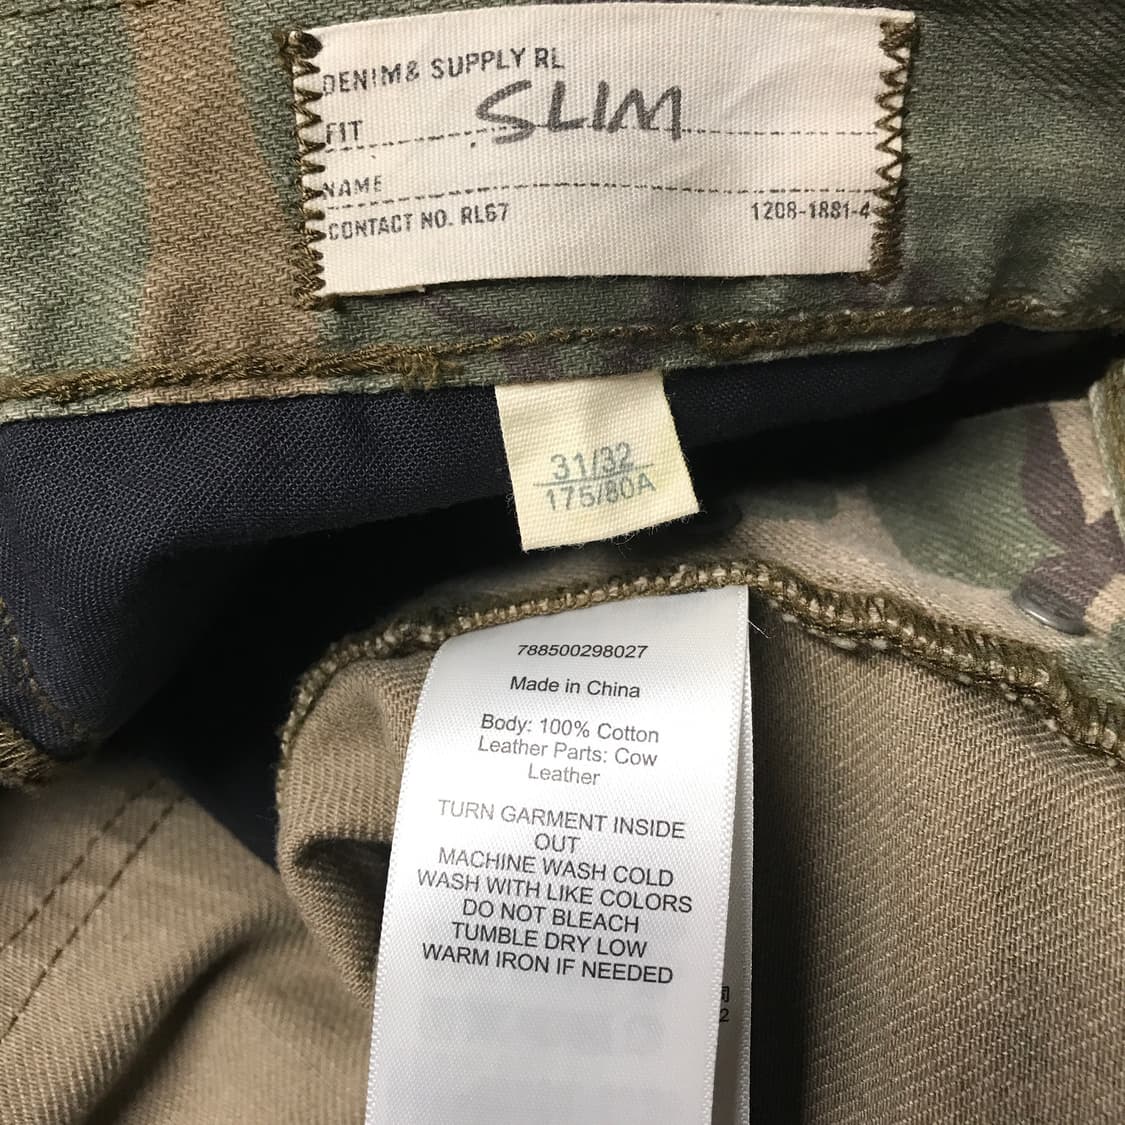 DENIM& SUPPLY RL
FIT SLIM
NAME
CONTACT NO. RL67 1208-1881-4
31/32
175/80A
788500298027
Made in China
Body: 100% Cotton
Leather Parts: Cow
Leather
TURN GARMENT INSIDE
OUT
MACHINE WASH COLD
WASH WITH LIKE COLORS
DO NOT BLEACH
TUMBLE DRY LOW
WARM IRON IF NEEDED